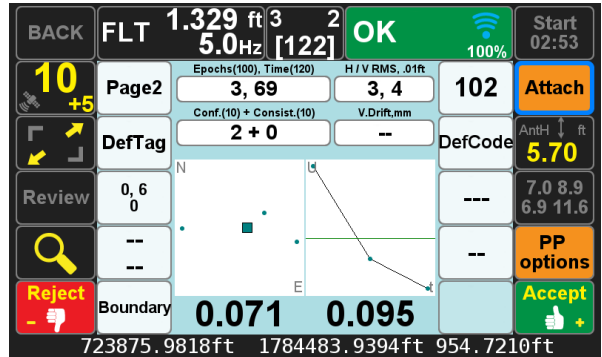 BACK
FLT
1.329 ft
5.0Hz
3 2
[122]
OK
100%
Start
02:53
10
+5
Page2
Epochs(100), Time(120)
3, 69
H / V RMS, .01ft
3, 4
102
Attach
DefTag
Conf.(10) + Consist.(10)
2 + 0
V.Drift,mm
--
DefCode
AntH ft
5.70
Review
0, 6
0
N
U
---
7.0 8.9
6.9 11.6
--
--
--
PP
options
Reject
-
Boundary
E
t
0.071
0.095
Accept
+
723875.9818ft 1784483.9394ft 954.7210ft